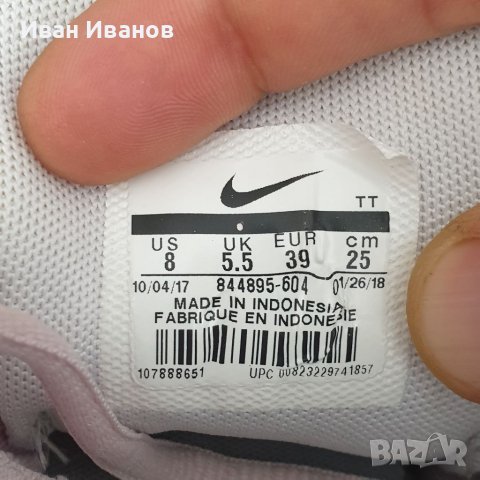 Иван Иванов
TT
US UK EUR cm
8 5.5 39 25
10/04/17 844895-604 01/26/18
MADE IN INDONESIA
FABRIQUE EN INDONESIE
107888651 UPC 00823229741857
BAZAR